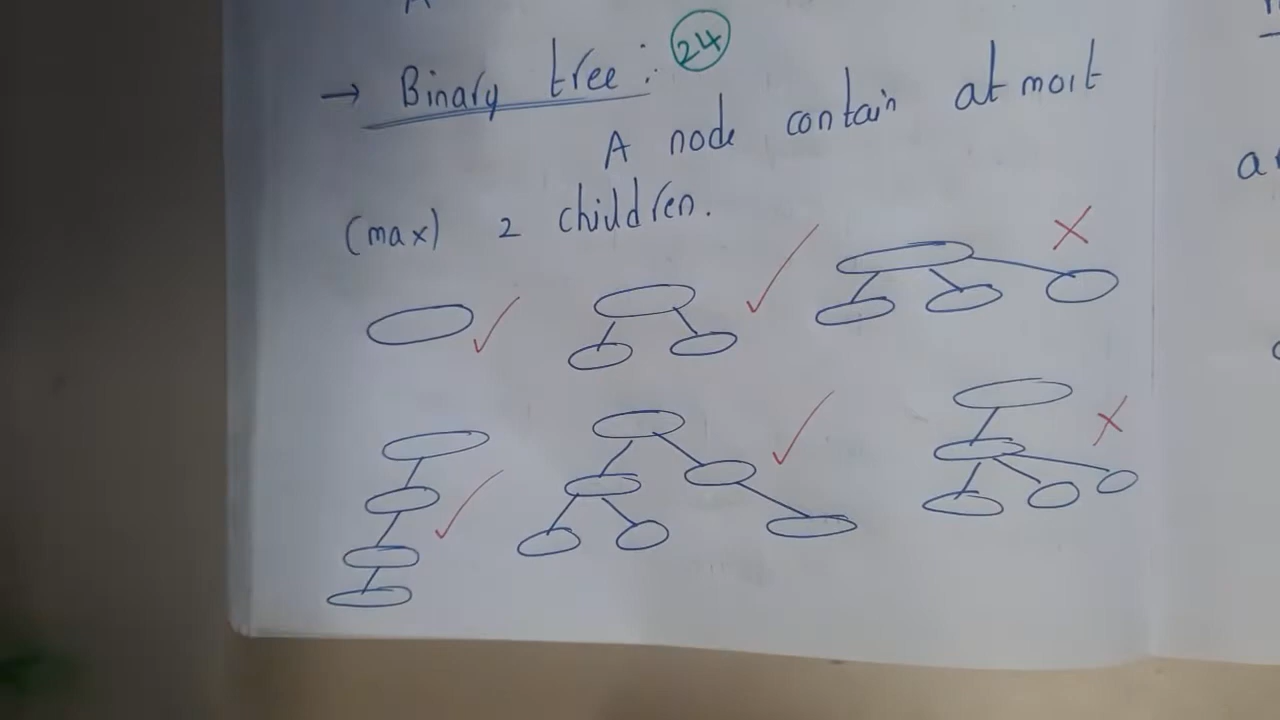 → Binary tree : 24
A node contain at most
(max) 2 children.